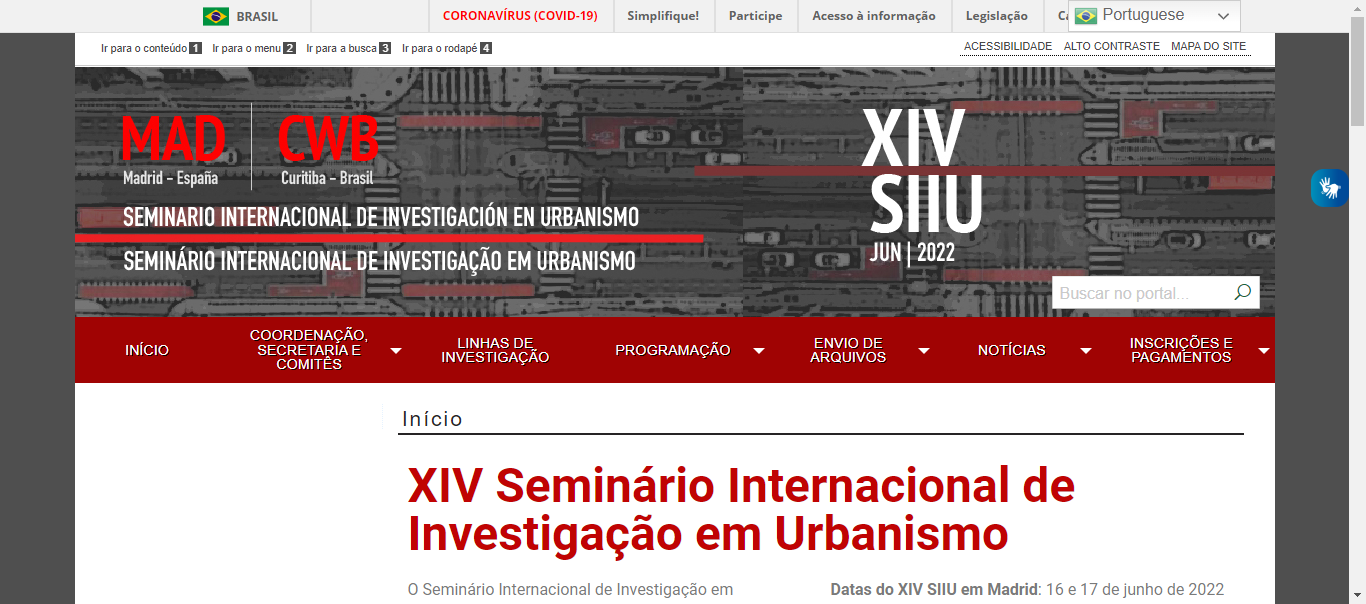 BRASIL
CORONAVÍRUS (COVID-19)
Simplifique!
Participe
Acesso à informação
Legislação
Portuguese
Ir para o conteúdo 1 Ir para o menu 2 Ir para a busca 3 Ir para o rodapé 4
ACESSIBILIDADE ALTO CONTRASTE MAPA DO SITE
MAD
Madrid - España
CWB
Curitiba - Brasil
SEMINARIO INTERNACIONAL DE INVESTIGACIÓN EN URBANISMO
SEMINÁRIO INTERNACIONAL DE INVESTIGAÇÃO EM URBANISMO
XIV
SIIU
JUN | 2022
Buscar no portal...
INÍCIO
COORDENAÇÃO,
SECRETARIA E
COMITÊS
LINHAS DE
INVESTIGAÇÃO
PROGRAMAÇÃO
ENVIO DE
ARQUIVOS
NOTÍCIAS
INSCRIÇÕES E
PAGAMENTOS
Início
XIV Seminário Internacional de
Investigação em Urbanismo
O Seminário Internacional de Investigação em
Datas do XIV SIIU em Madrid: 16 e 17 de junho de 2022